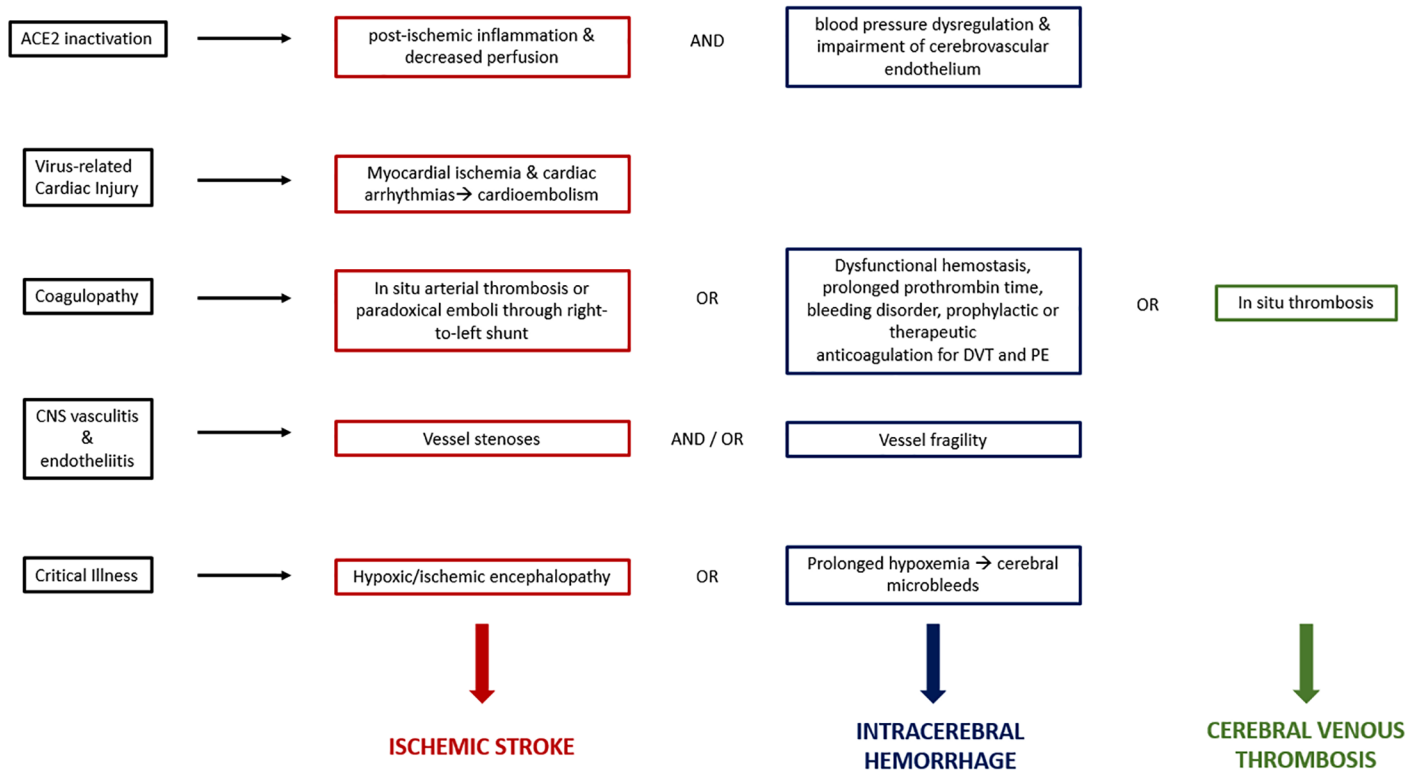 ACE2 inactivation
post-ischemic inflammation &
decreased perfusion
AND
blood pressure dysregulation &
impairment of cerebrovascular
endothelium
Virus-related
Cardiac Injury
Myocardial ischemia & cardiac
arrhythmias→ cardioembolism
Coagulopathy
In situ arterial thrombosis or
paradoxical emboli through right-
to-left shunt
OR
Dysfunctional hemostasis,
prolonged prothrombin time,
bleeding disorder, prophylactic or
therapeutic
anticoagulation for DVT and PE
OR
In situ thrombosis
CNS vasculitis
&
endotheliitis
Vessel stenoses
AND / OR
Vessel fragility
Critical Illness
Hypoxic/ischemic encephalopathy
OR
Prolonged hypoxemia → cerebral
microbleeds
ISCHEMIC STROKE
INTRACEREBRAL
HEMORRHAGE
CEREBRAL VENOUS
THROMBOSIS